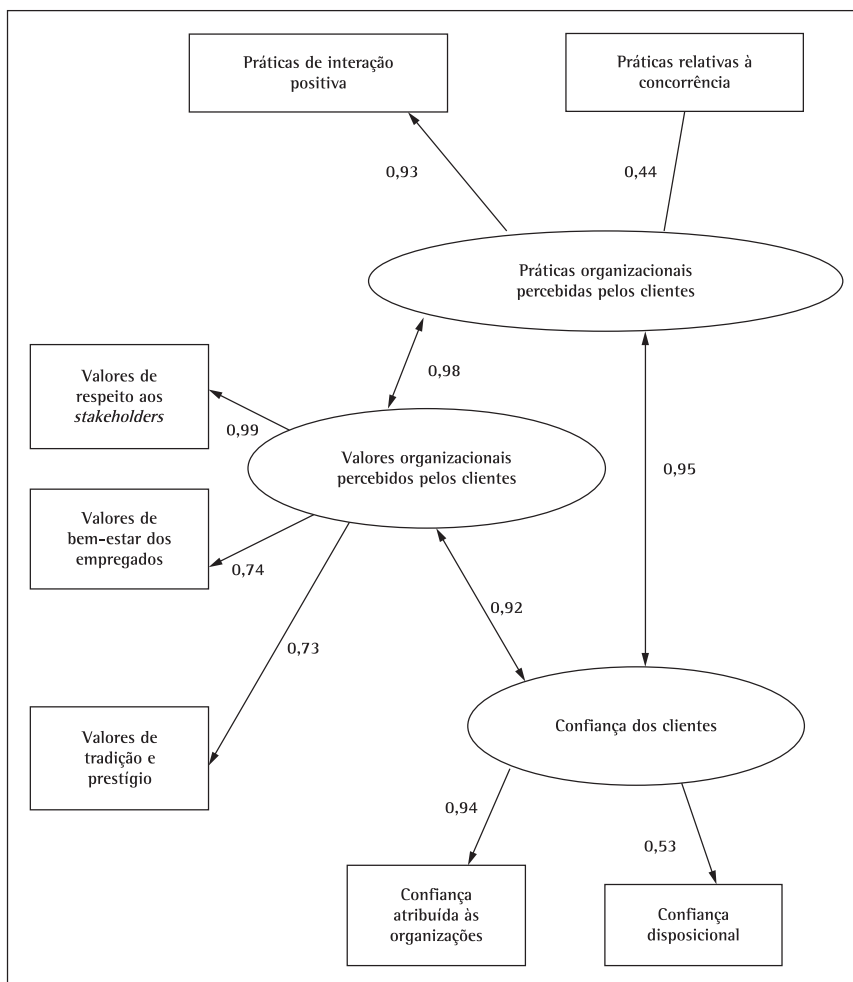 Práticas de interação
positiva
Práticas relativas à
concorrência
0,93
0,44
Práticas organizacionais
percebidas pelos clientes
0,98
Valores de
respeito aos
stakeholders
0,99
Valores organizacionais
percebidos pelos clientes
0,95
Valores de
bem-estar dos
empregados
0,74
0,92
0,73
Valores de
tradição e
prestígio
Confiança dos clientes
0,94
0,53
Confiança
atribuída às
organizações
Confiança
disposicional